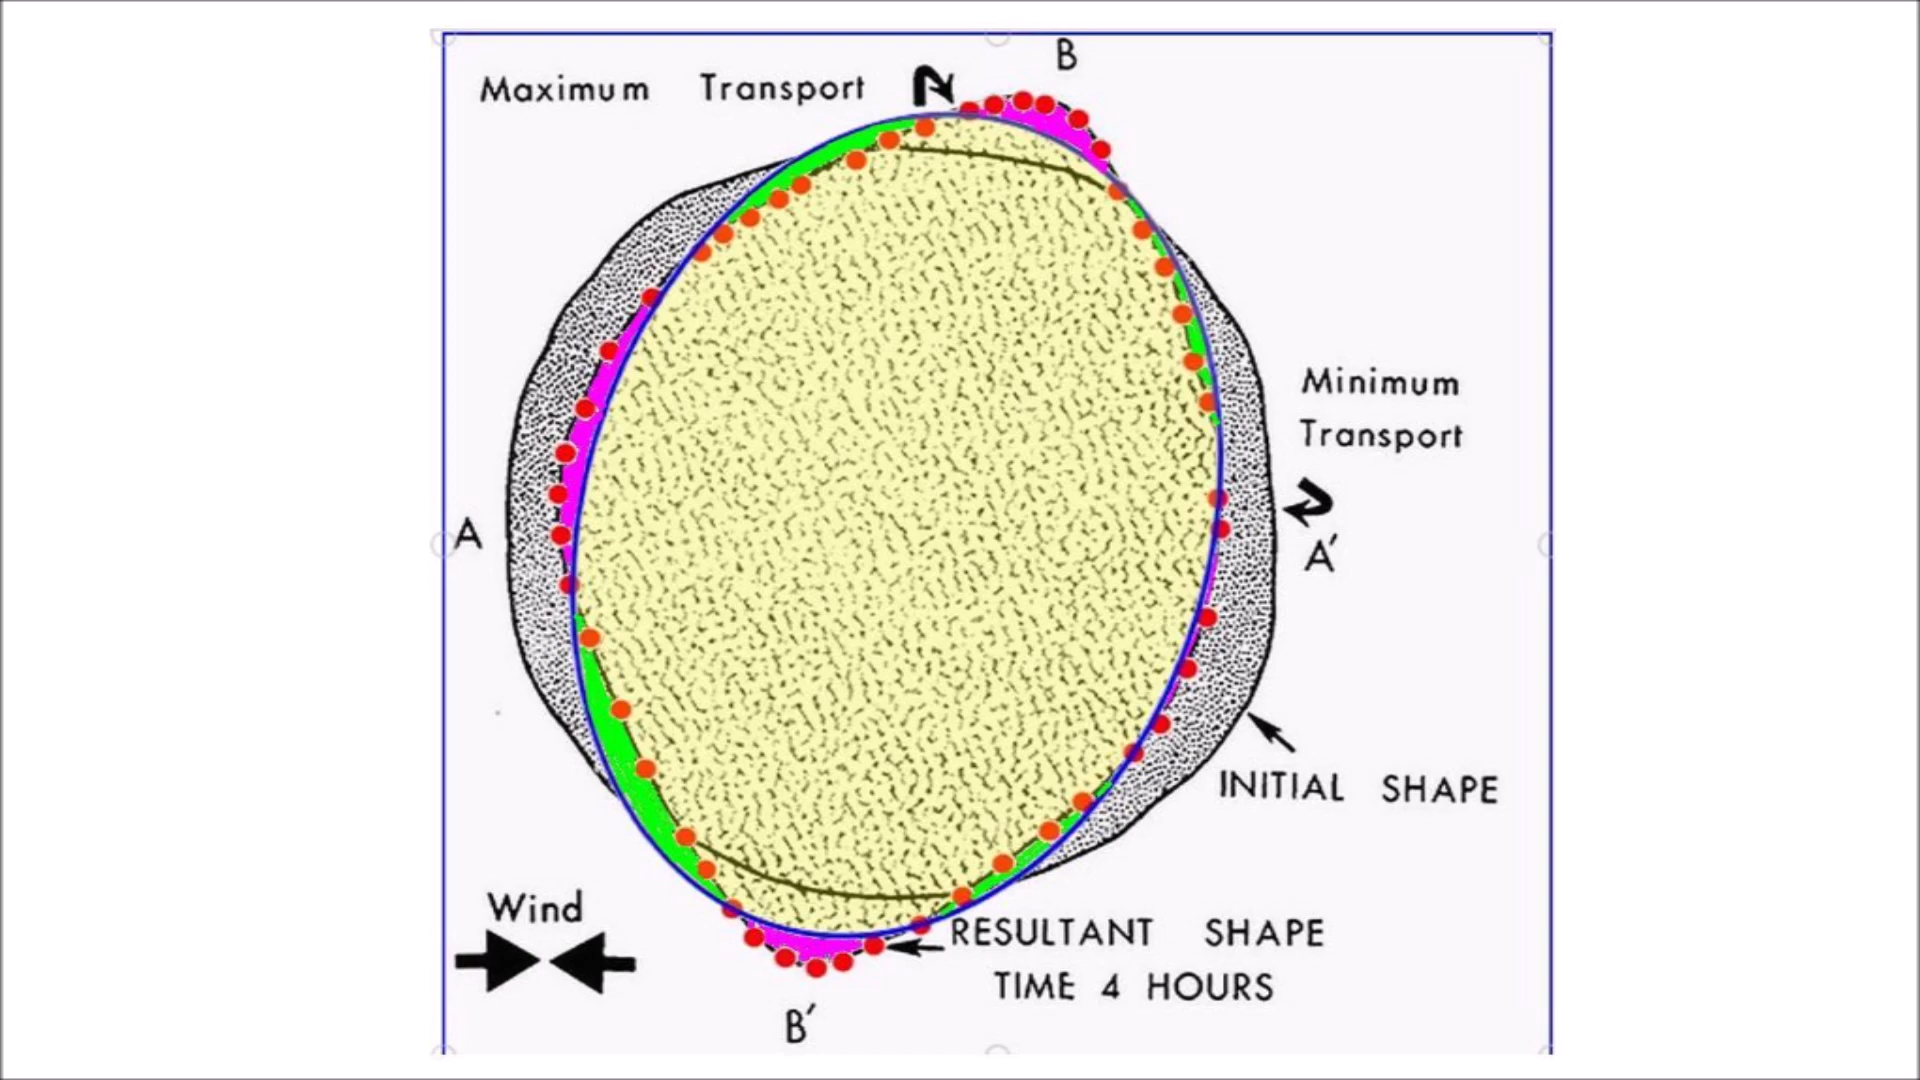 B
Maximum Transport
Minimum
Transport
A
A′
INITIAL SHAPE
Wind
RESULTANT SHAPE
TIME 4 HOURS
B′